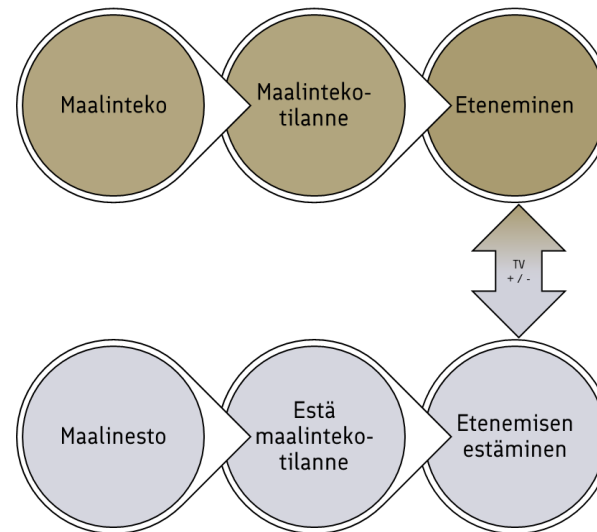 Maalinteko
Maalinteko-
tilanne
Eteneminen
TV
+ / -
Maalinesto
Estä
maalinteko-
tilanne
Etenemisen
estäminen